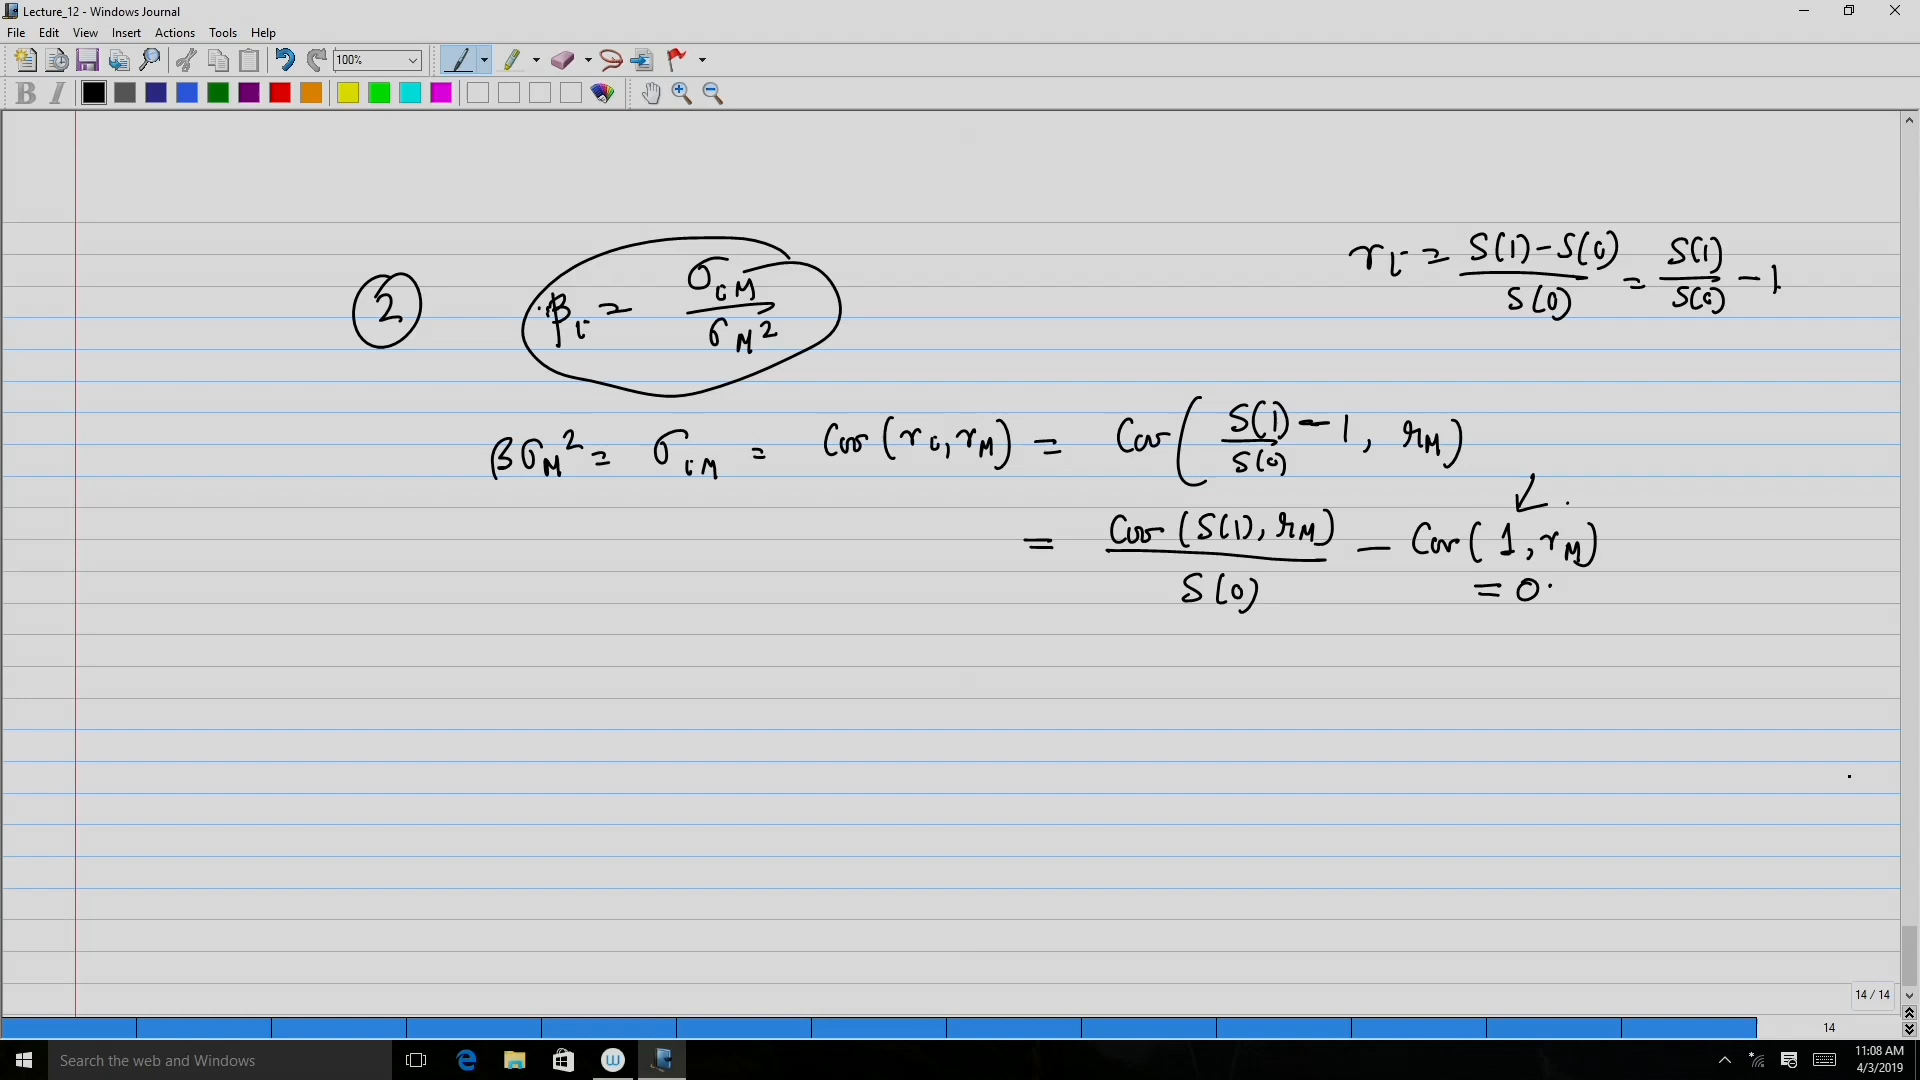 Lecture_12 - Windows Journal
File Edit View Insert Actions Tools Help
100%
B I
② βᵢ = σᵢM / σM²
rᵢ = (S(1) - S(0)) / S(0) = S(1)/S(0) - 1
βσM² = σᵢM = Cov(rᵢ, rM) = Cov(S(1)/S(0) - 1, rM)
= Cov(S(1), rM) / S(0) - Cov(1, rM)
= 0.
14 / 14
14
Search the web and Windows
11:08 AM
4/3/2019